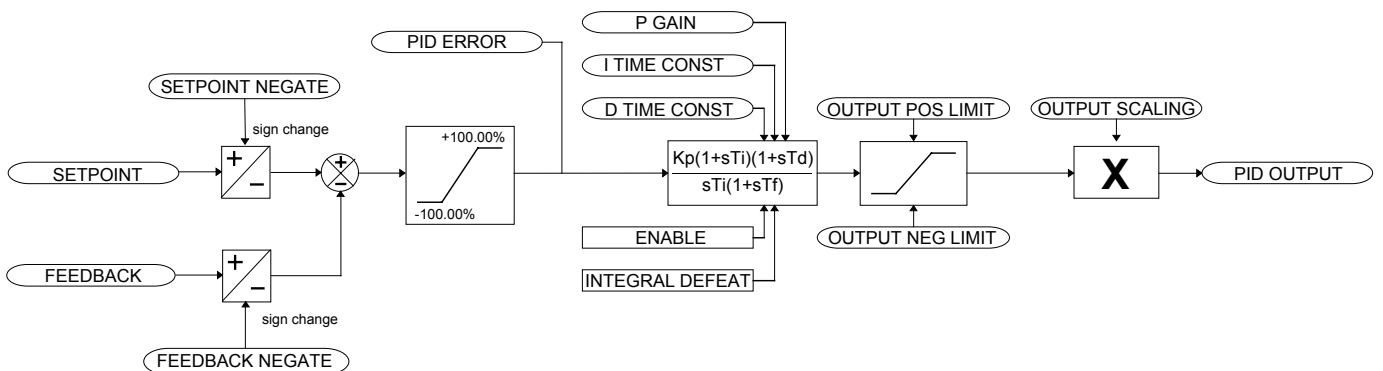 P GAIN
PID ERROR
I TIME CONST
SETPOINT NEGATE
D TIME CONST
OUTPUT POS LIMIT
OUTPUT SCALING
sign change
+100.00%
-100.00%
SETPOINT
+
−
+
−
Kp(1+sTi)(1+sTd)
sTi(1+sTf)
X
PID OUTPUT
ENABLE
OUTPUT NEG LIMIT
FEEDBACK
+
−
INTEGRAL DEFEAT
sign change
FEEDBACK NEGATE